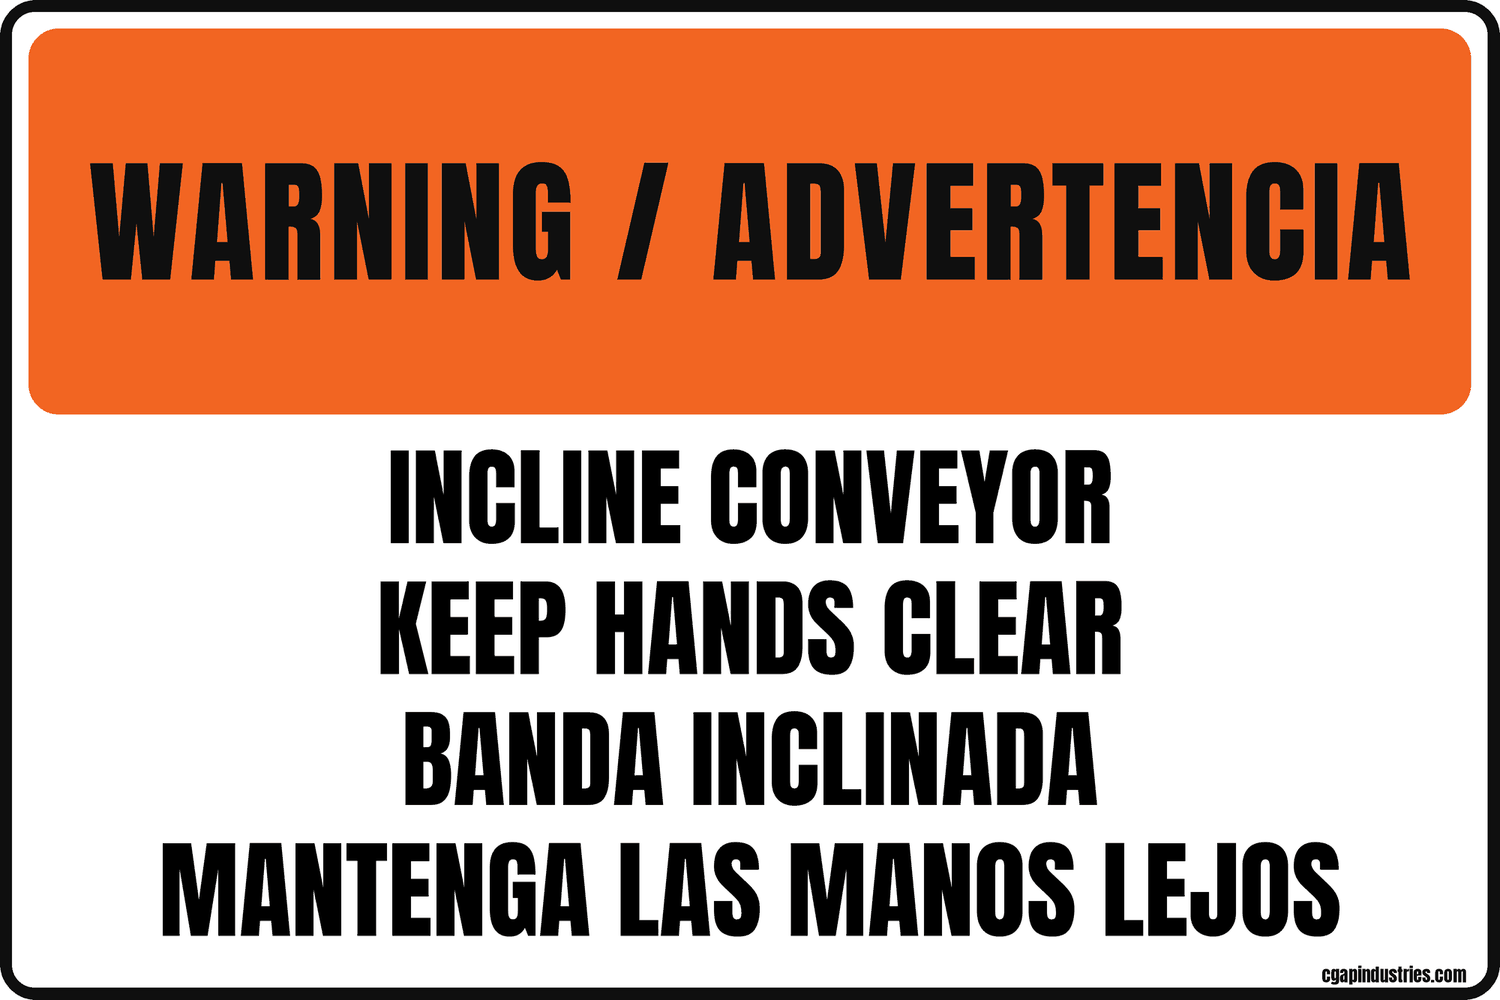 WARNING / ADVERTENCIA
INCLINE CONVEYOR
KEEP HANDS CLEAR
BANDA INCLINADA
MANTENGA LAS MANOS LEJOS
cgapindustries.com